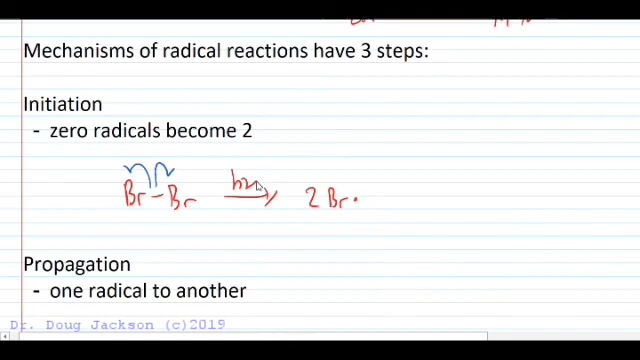 Mechanisms of radical reactions have 3 steps:
Initiation
- zero radicals become 2
Br - Br hν 2 Br·
Propagation
- one radical to another
Dr. Doug Jackson (c)2019